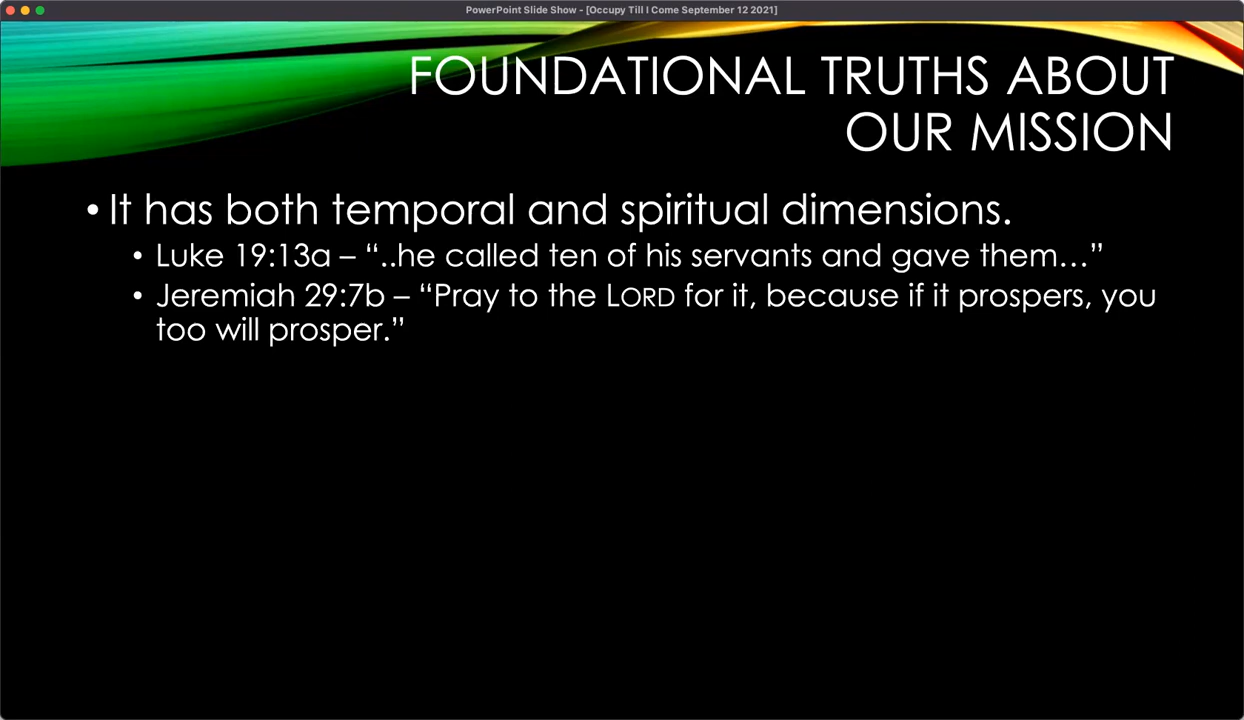 PowerPoint Slide Show - [Occupy Till I Come September 12 2021]
FOUNDATIONAL TRUTHS ABOUT
OUR MISSION
• It has both temporal and spiritual dimensions.
• Luke 19:13a – “..he called ten of his servants and gave them…”
• Jeremiah 29:7b – “Pray to the LORD for it, because if it prospers, you
too will prosper.”